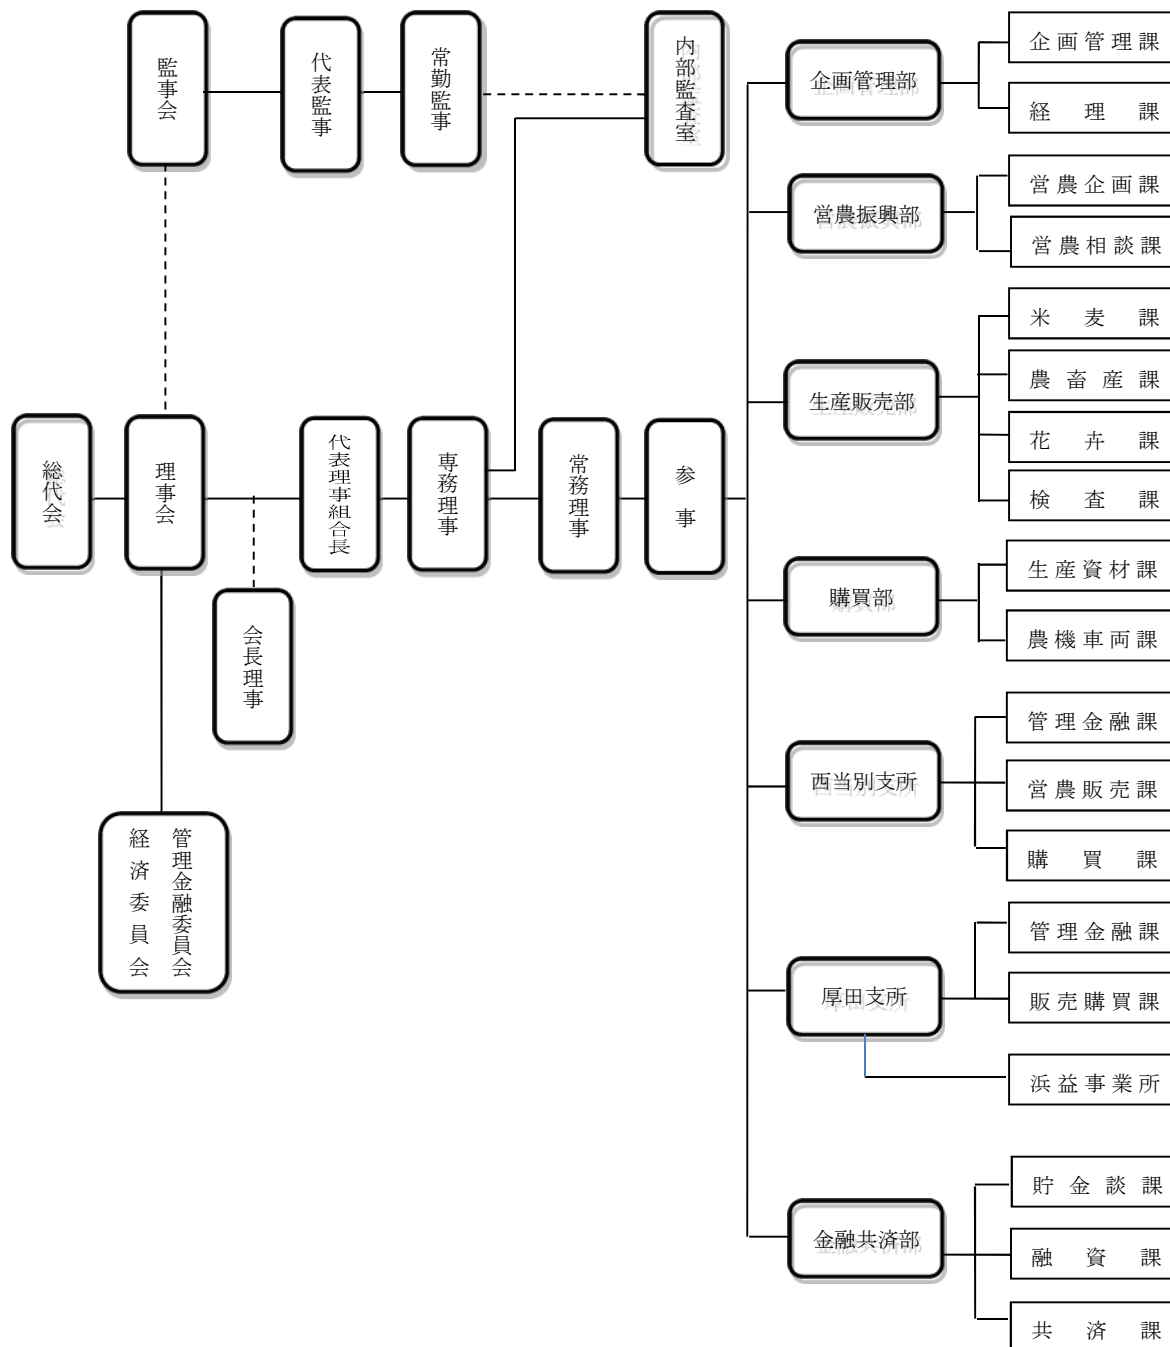 監事会
代表監事
常勤監事
内部監査室
総代会
理事会
代表理事組合長
専務理事
常務理事
参事
会長理事
管理金融委員会
経済委員会
企画管理部
企画管理課
経理課
営農振興部
営農企画課
営農相談課
生産販売部
米麦課
農畜産課
花卉課
検査課
購買部
生産資材課
農機車両課
西当別支所
管理金融課
営農販売課
購買課
厚田支所
管理金融課
販売購買課
浜益事業所
金融共済部
貯金談課
融資課
共済課